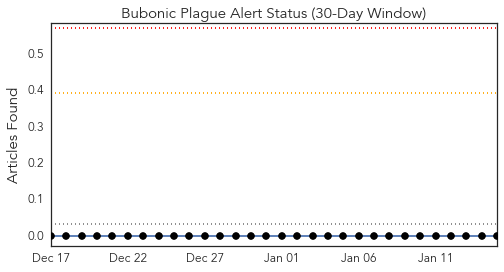 Bubonic Plague Alert Status (30-Day Window)
Articles Found
0.5
0.4
0.3
0.2
0.1
0.0
Dec 17 Dec 22 Dec 27 Jan 01 Jan 06 Jan 11